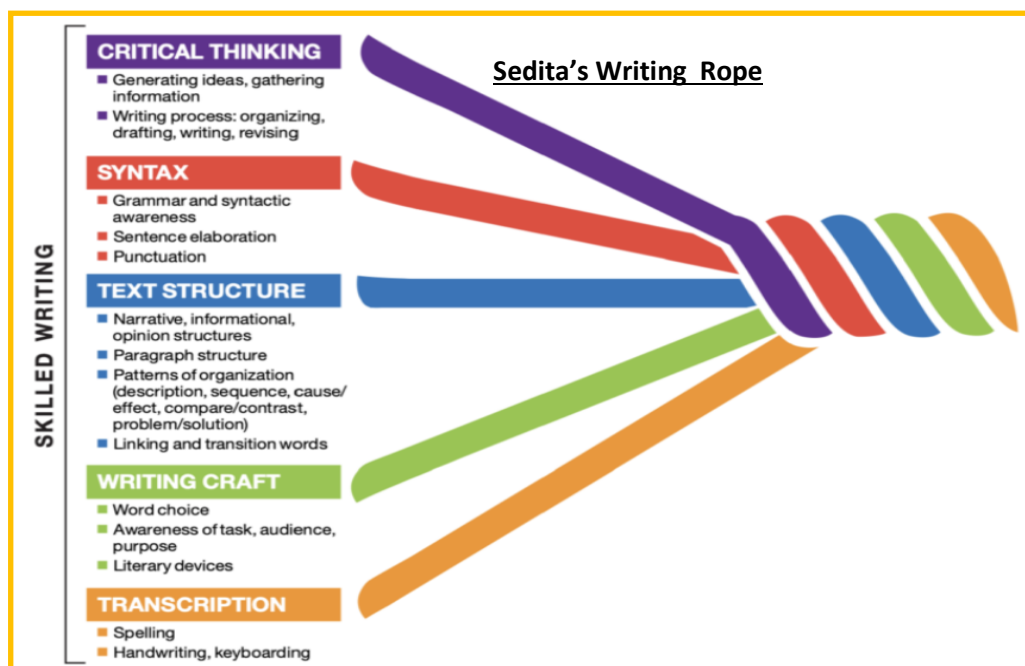 Sedita's Writing Rope
SKILLED WRITING
CRITICAL THINKING
■ Generating ideas, gathering
information
■ Writing process: organizing,
drafting, writing, revising
SYNTAX
■ Grammar and syntactic
awareness
■ Sentence elaboration
■ Punctuation
TEXT STRUCTURE
■ Narrative, informational,
opinion structures
■ Paragraph structure
■ Patterns of organization
(description, sequence, cause/
effect, compare/contrast,
problem/solution)
■ Linking and transition words
WRITING CRAFT
■ Word choice
■ Awareness of task, audience,
purpose
■ Literary devices
TRANSCRIPTION
■ Spelling
■ Handwriting, keyboarding